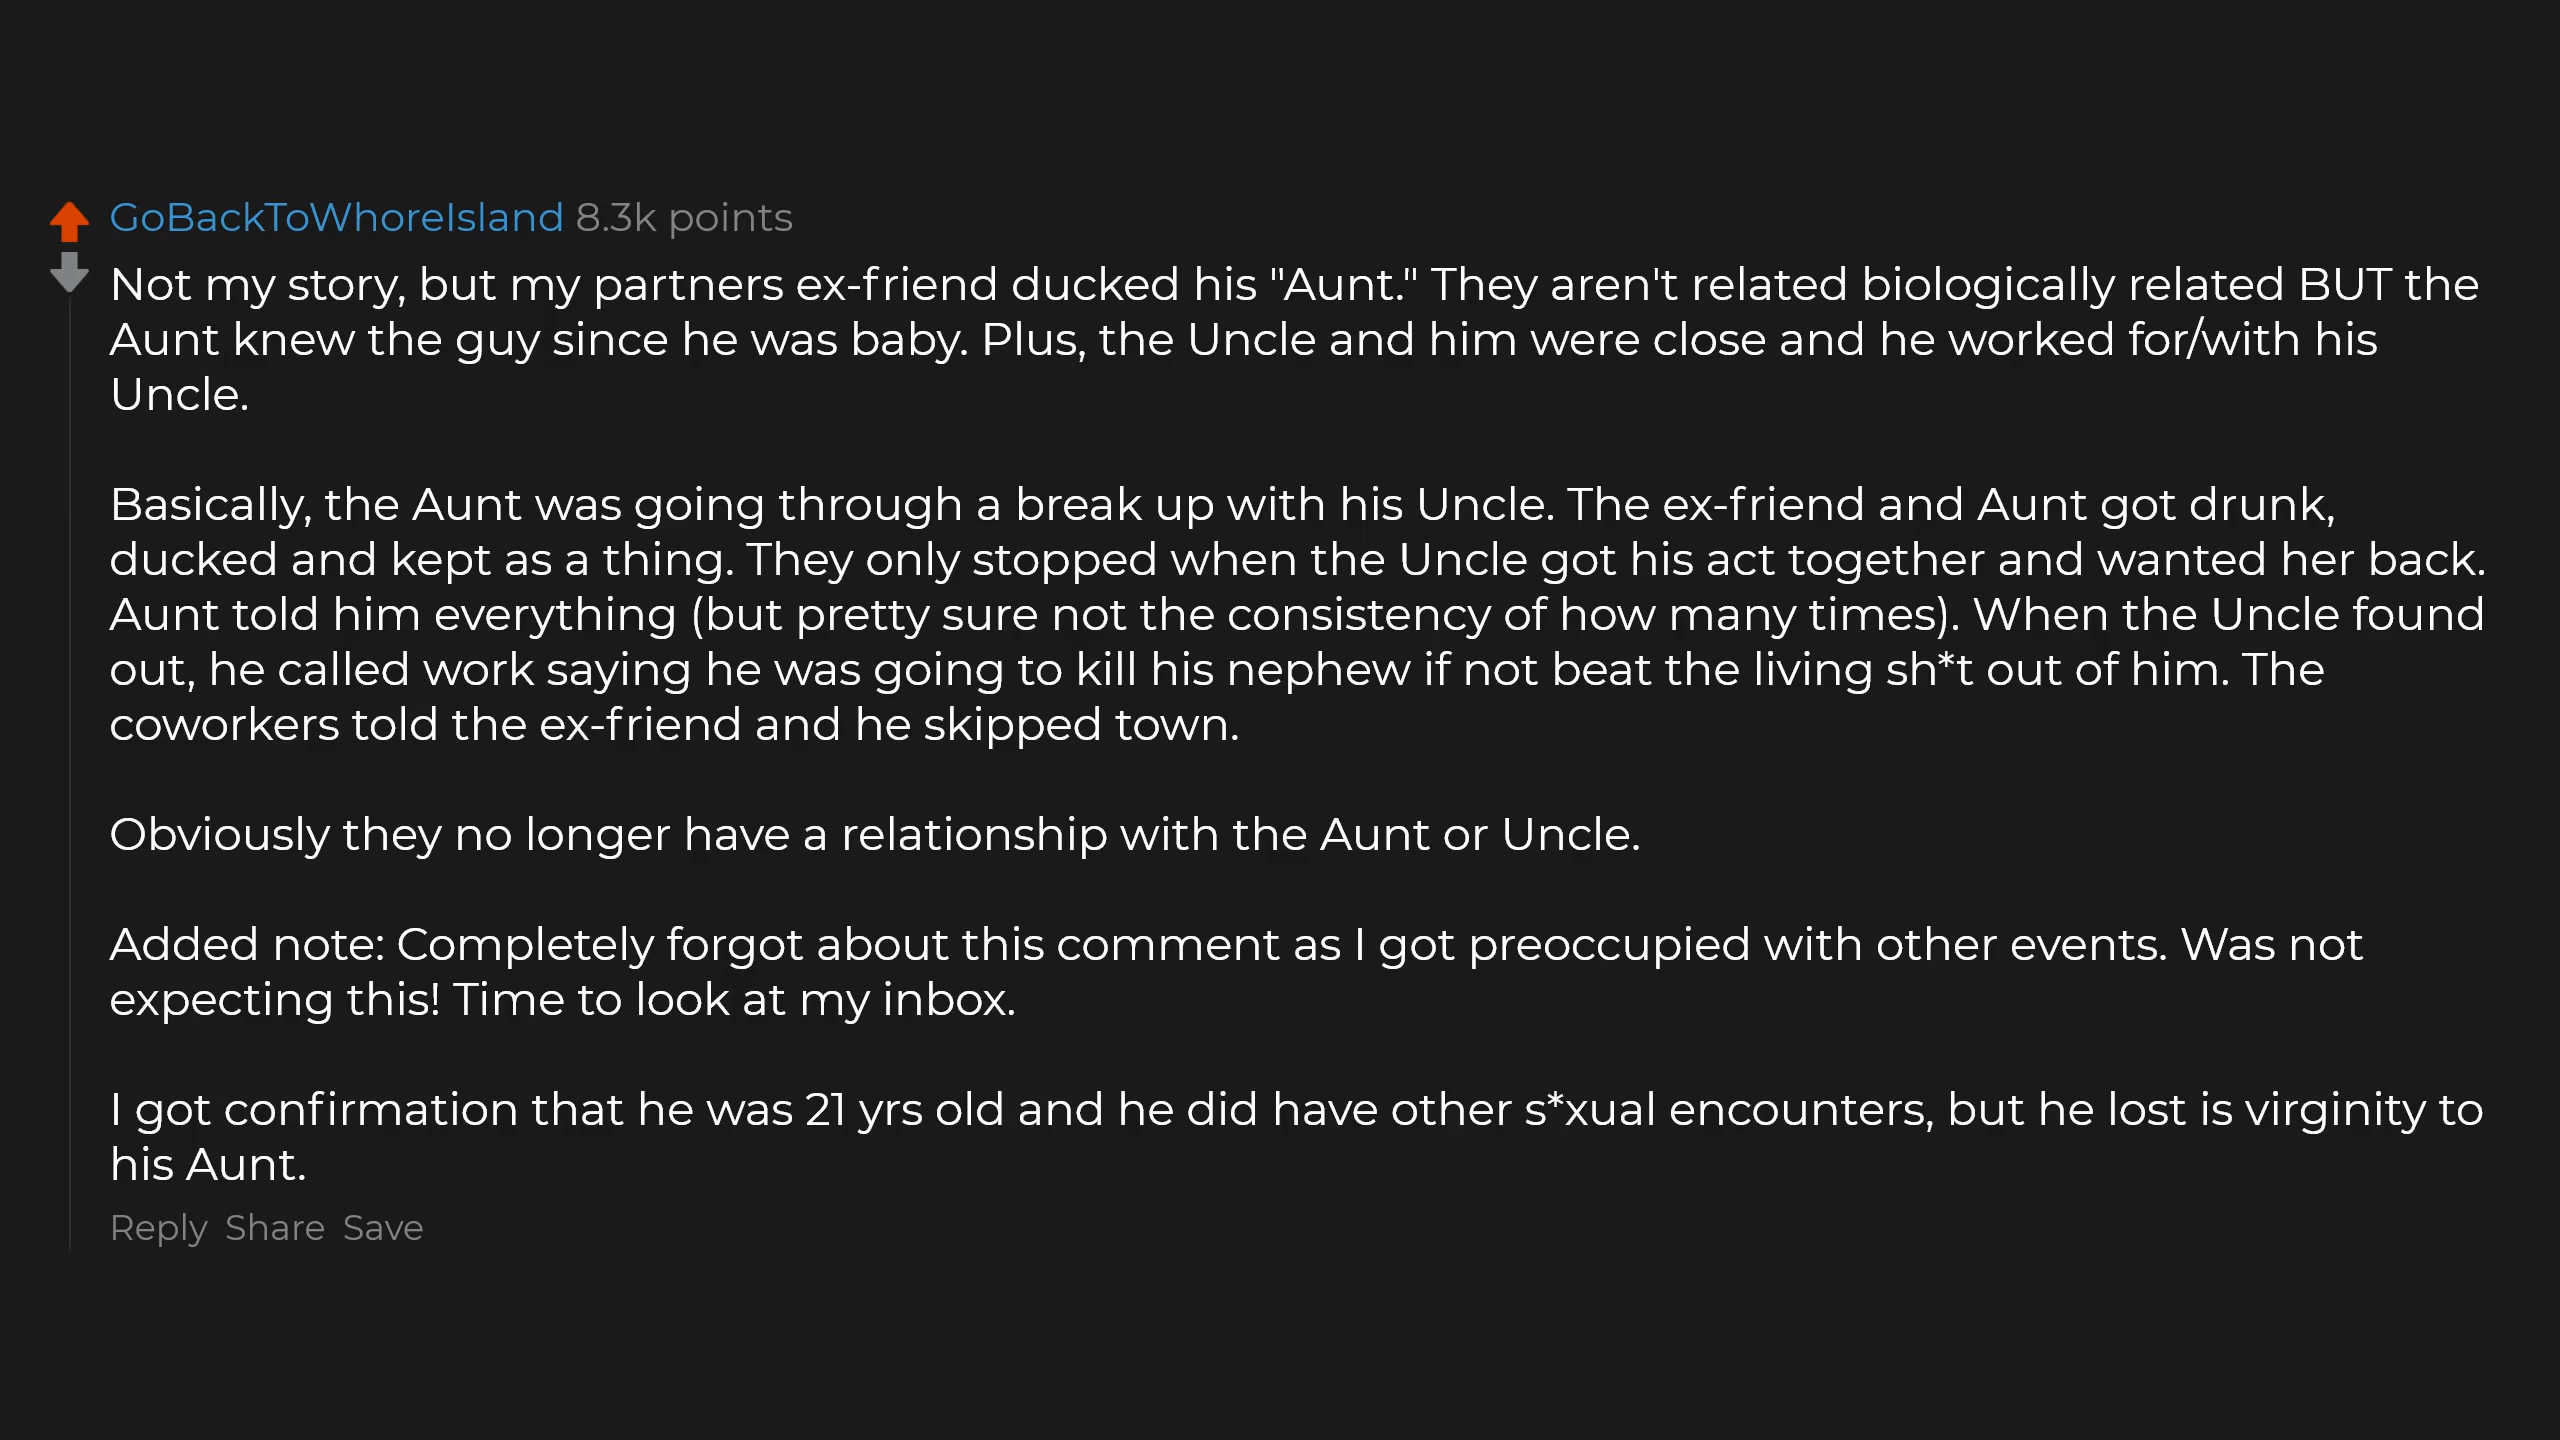 GoBackToWhoreIsland 8.3k points
Not my story, but my partners ex-friend ducked his "Aunt." They aren't related biologically related BUT the
Aunt knew the guy since he was baby. Plus, the Uncle and him were close and he worked for/with his
Uncle.
Basically, the Aunt was going through a break up with his Uncle. The ex-friend and Aunt got drunk,
ducked and kept as a thing. They only stopped when the Uncle got his act together and wanted her back.
Aunt told him everything (but pretty sure not the consistency of how many times). When the Uncle found
out, he called work saying he was going to kill his nephew if not beat the living sh*t out of him. The
coworkers told the ex-friend and he skipped town.
Obviously they no longer have a relationship with the Aunt or Uncle.
Added note: Completely forgot about this comment as I got preoccupied with other events. Was not
expecting this! Time to look at my inbox.
I got confirmation that he was 21 yrs old and he did have other s*xual encounters, but he lost is virginity to
his Aunt.
Reply Share Save